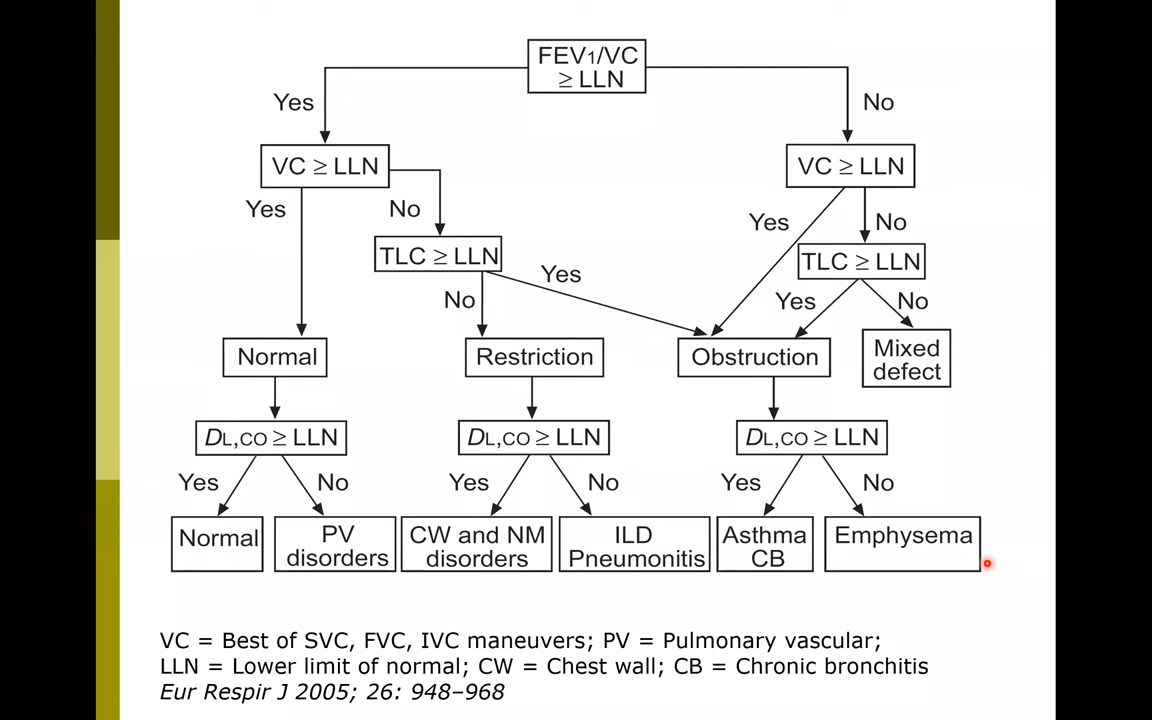 FEV1/VC
≥ LLN
Yes
No
VC ≥ LLN
VC ≥ LLN
Yes
No
Yes
No
TLC ≥ LLN
TLC ≥ LLN
Yes
No
Yes
No
Normal
Restriction
Obstruction
Mixed
defect
DL,CO ≥ LLN
DL,CO ≥ LLN
DL,CO ≥ LLN
Yes
No
Yes
No
Yes
No
Normal
PV
disorders
CW and NM
disorders
ILD
Pneumonitis
Asthma
CB
Emphysema
VC = Best of SVC, FVC, IVC maneuvers; PV = Pulmonary vascular;
LLN = Lower limit of normal; CW = Chest wall; CB = Chronic bronchitis
Eur Respir J 2005; 26: 948–968